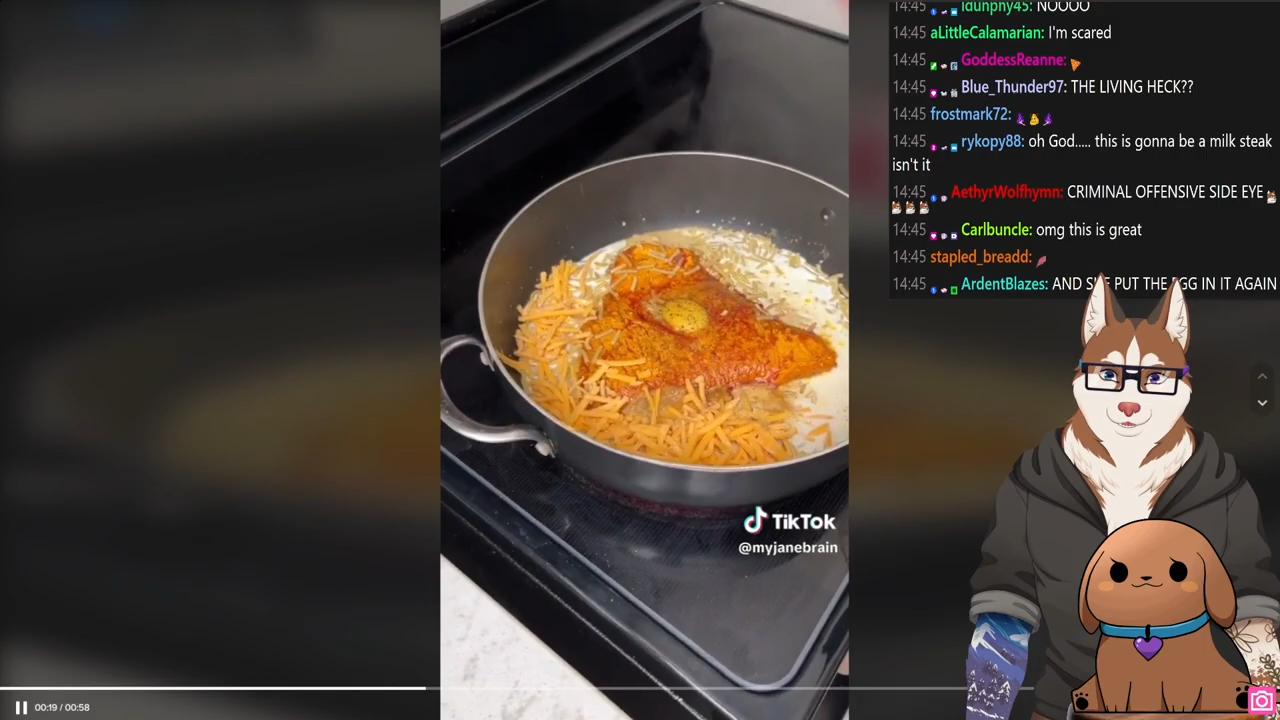 14:45 idunphy45: NOOOO
14:45 aLittleCalamarian: I'm scared
14:45 GoddessReanne:
14:45 Blue_Thunder97: THE LIVING HECK??
frostmark72:
14:45 rykopy88: oh God..... this is gonna be a milk steak
isn't it
14:45 AethyrWolfhymn: CRIMINAL OFFENSIVE SIDE EYE
14:45 Carlbuncle: omg this is great
14:45 stapled_breadd:
14:45 ArdentBlazes: AND SHE PUT THE EGG IN IT AGAIN
TikTok
@myjanebrain
00:19 / 00:58